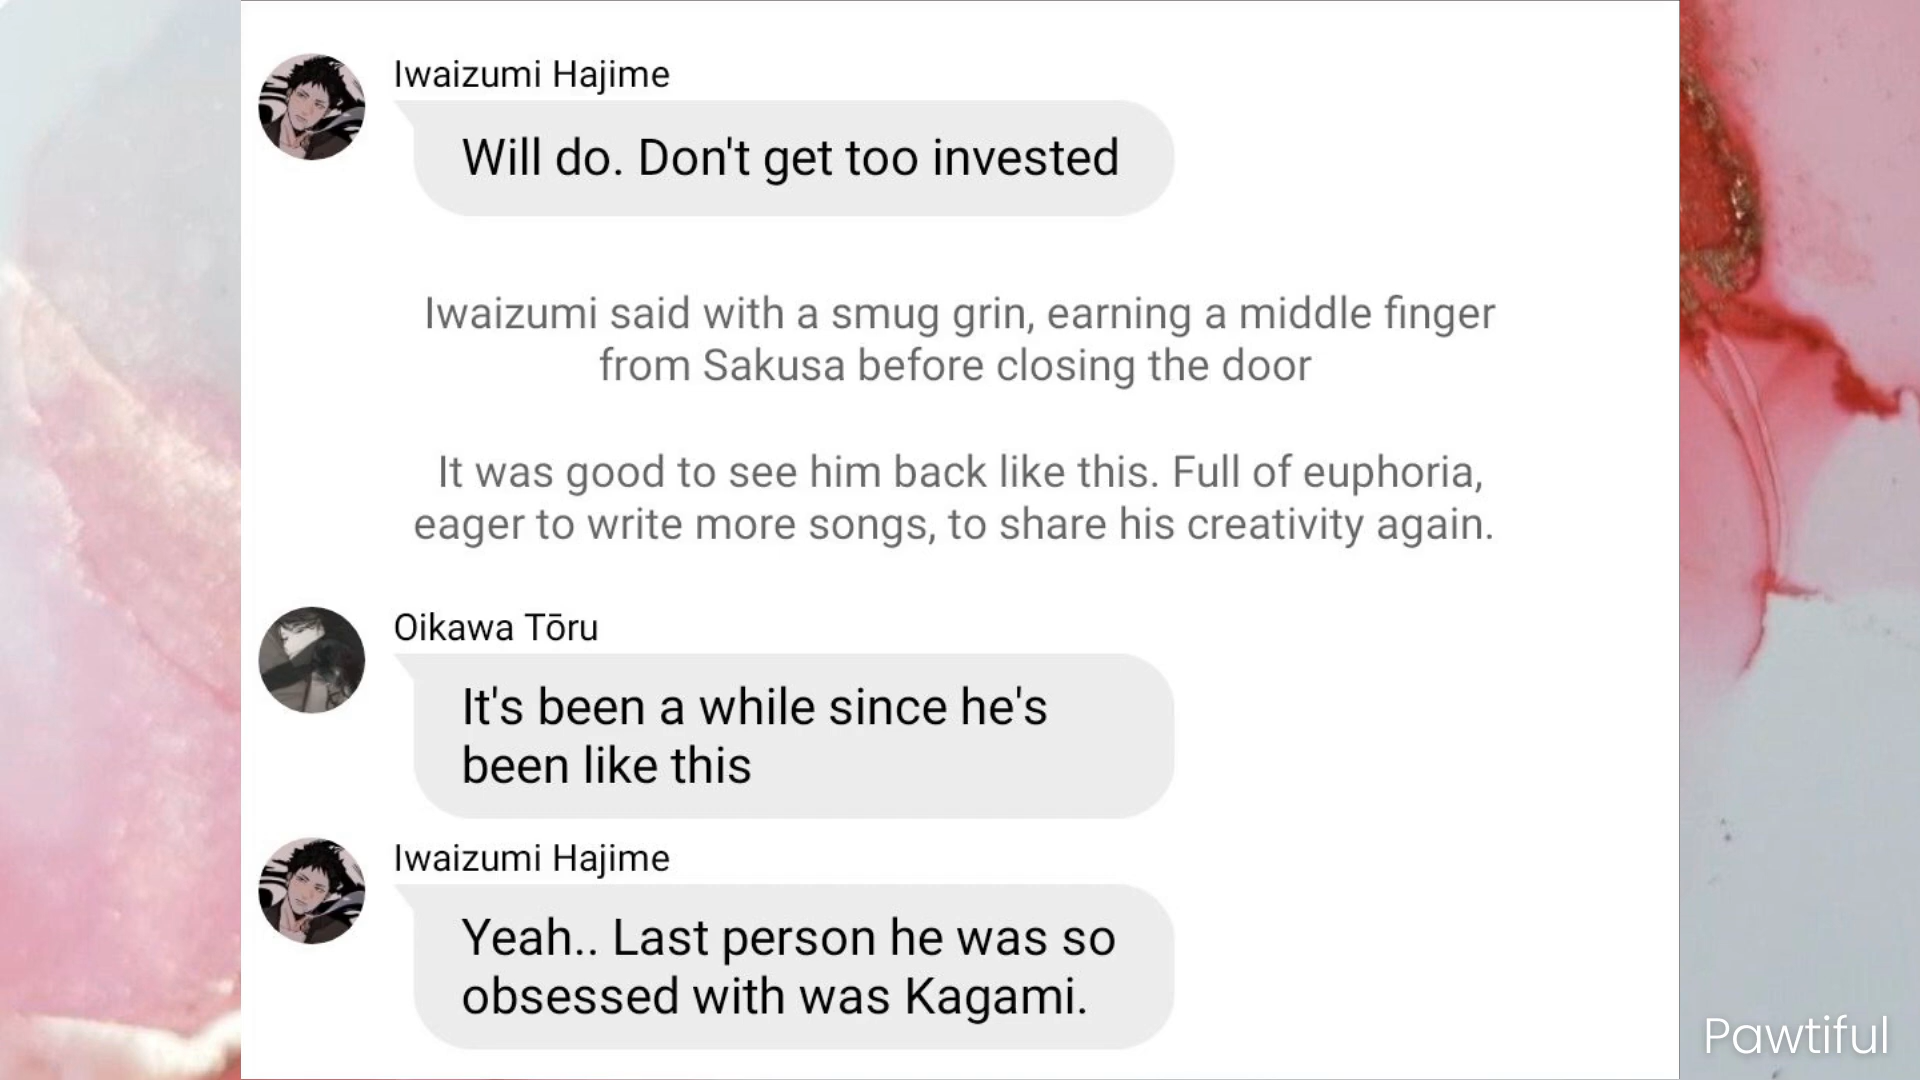 Iwaizumi Hajime
Will do. Don't get too invested
Iwaizumi said with a smug grin, earning a middle finger
from Sakusa before closing the door
It was good to see him back like this. Full of euphoria,
eager to write more songs, to share his creativity again.
Oikawa Tōru
It's been a while since he's
been like this
Iwaizumi Hajime
Yeah.. Last person he was so
obsessed with was Kagami.
Pawtiful